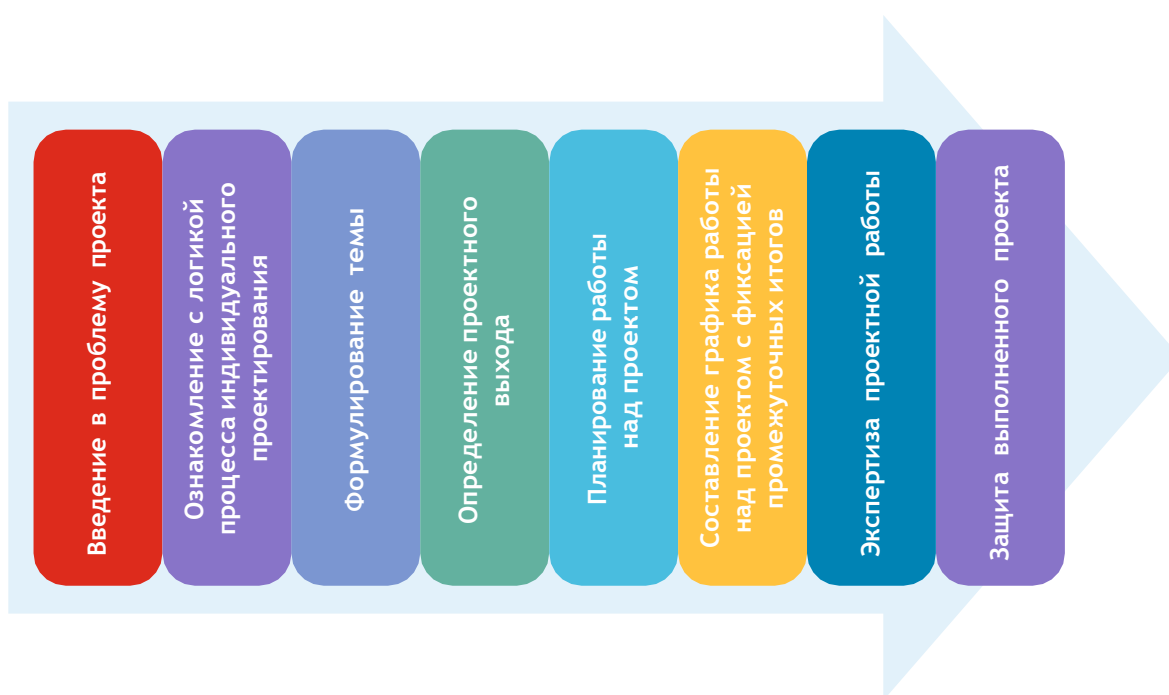 Введение в проблему проекта
Ознакомление с логикой
процесса индивидуального
проектирования
Формулирование темы
Определение проектного
выхода
Планирование работы
над проектом
Составление графика работы
над проектом с фиксацией
промежуточных итогов
Экспертиза проектной работы
Защита выполненного проекта